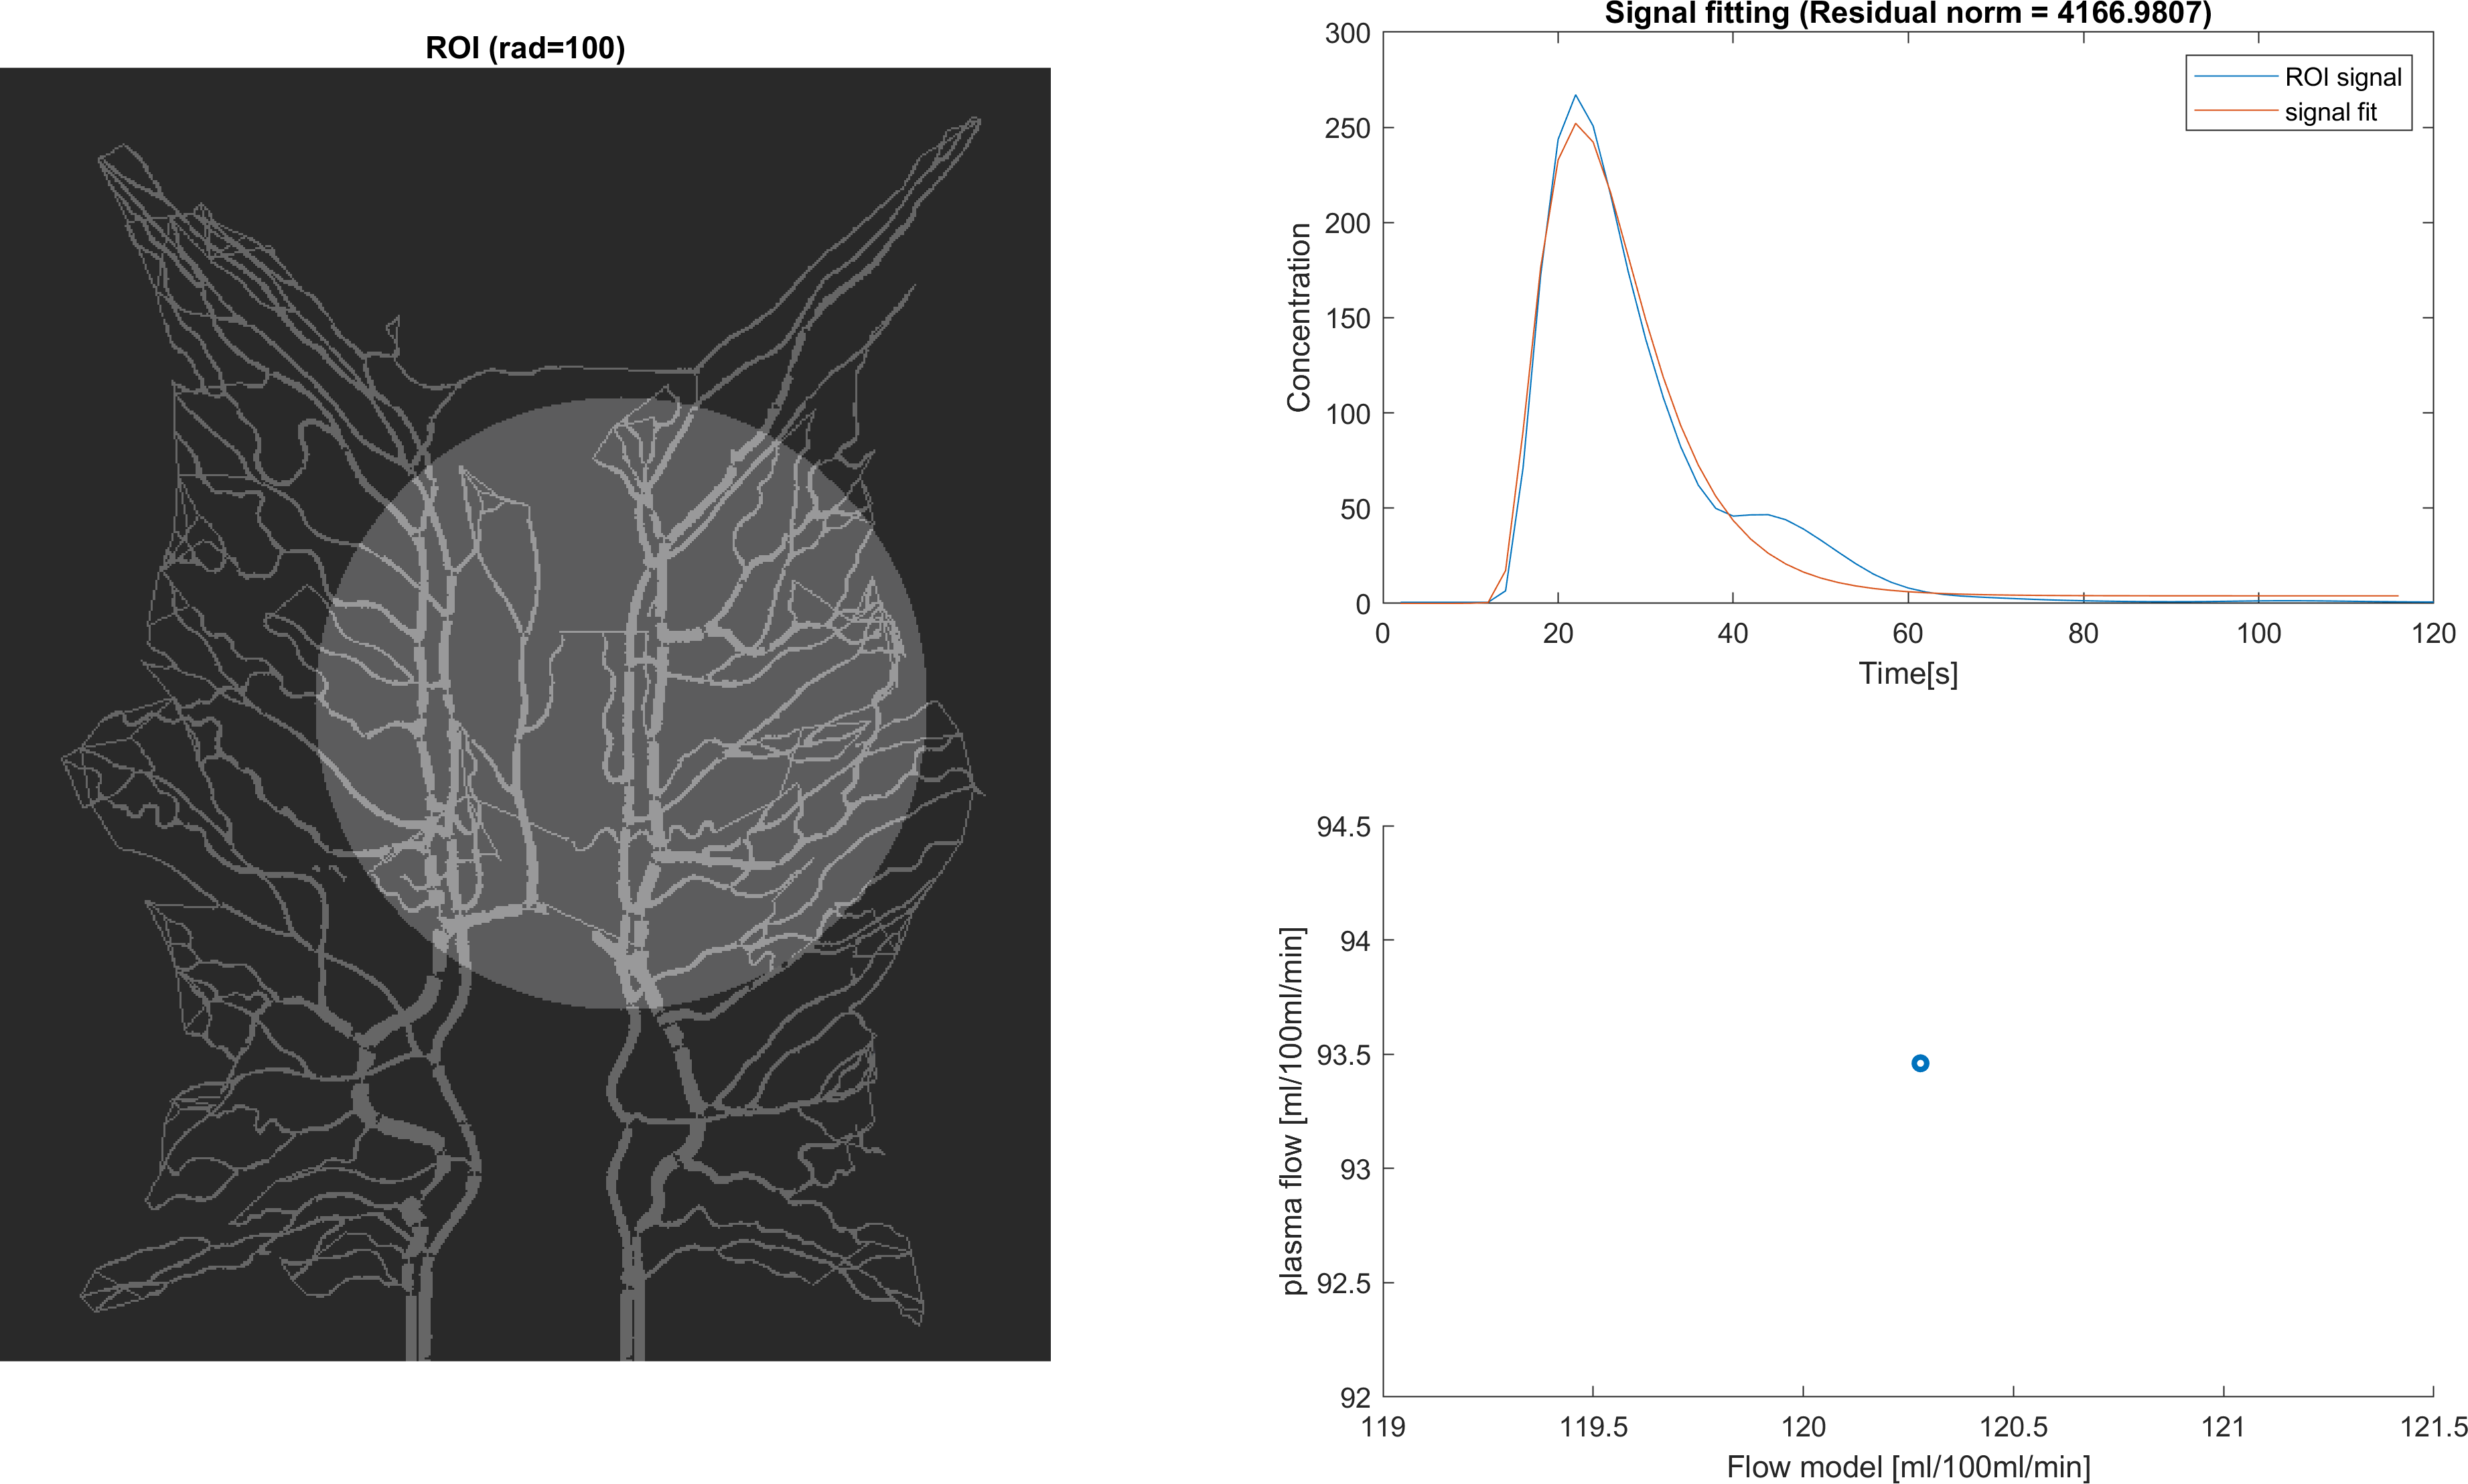 ROI (rad=100)
Signal fitting (Residual norm = 4166.9807)
300
250
200
150
100
50
0
Concentration
ROI signal
signal fit
0 20 40 60 80 100 120
Time[s]
94.5
94
93.5
93
92.5
92
plasma flow [ml/100ml/min]
119 119.5 120 120.5 121 121.5
Flow model [ml/100ml/min]